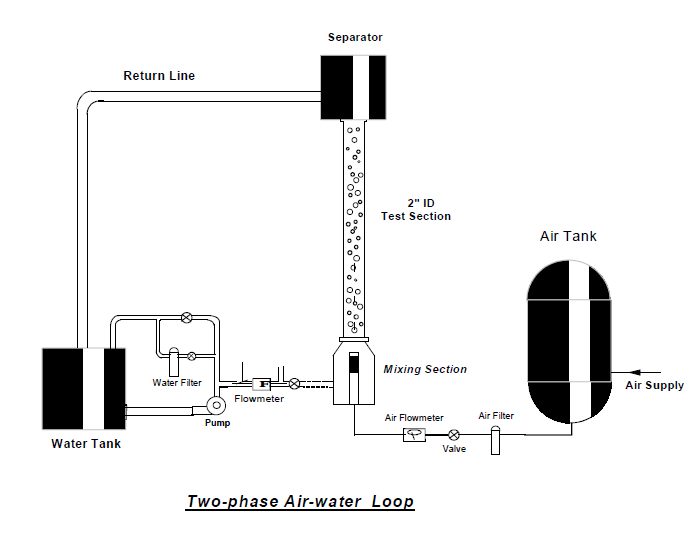 Separator
Return Line
2" ID
Test Section
Air Tank
Mixing Section
Air Supply
Water Filter
Flowmeter
F
Air Flowmeter
Air Filter
Pump
Valve
Water Tank
Two-phase Air-water Loop